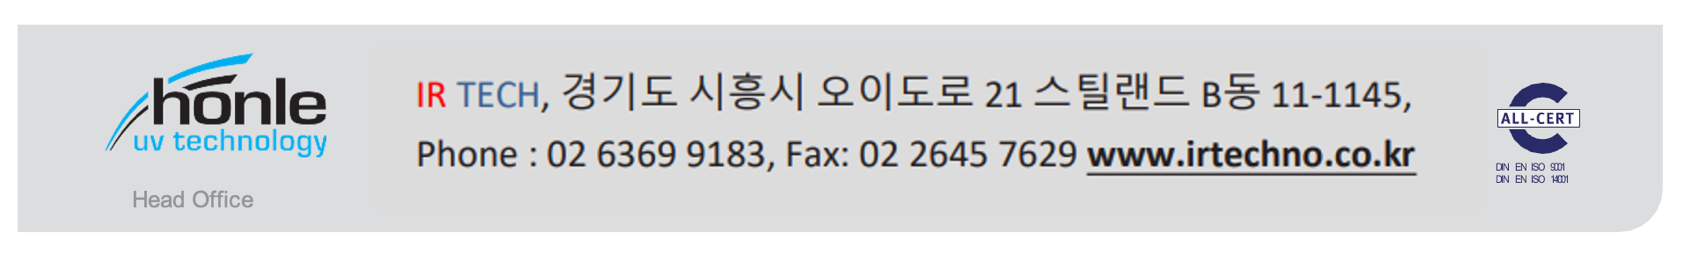 hönle
uv technology
Head Office
IR TECH, 경기도 시흥시 오이도로 21 스틸랜드 B동 11-1145,
Phone : 02 6369 9183, Fax: 02 2645 7629 www.irtechno.co.kr
ALL-CERT
DIN EN ISO 9001
DIN EN ISO 14001